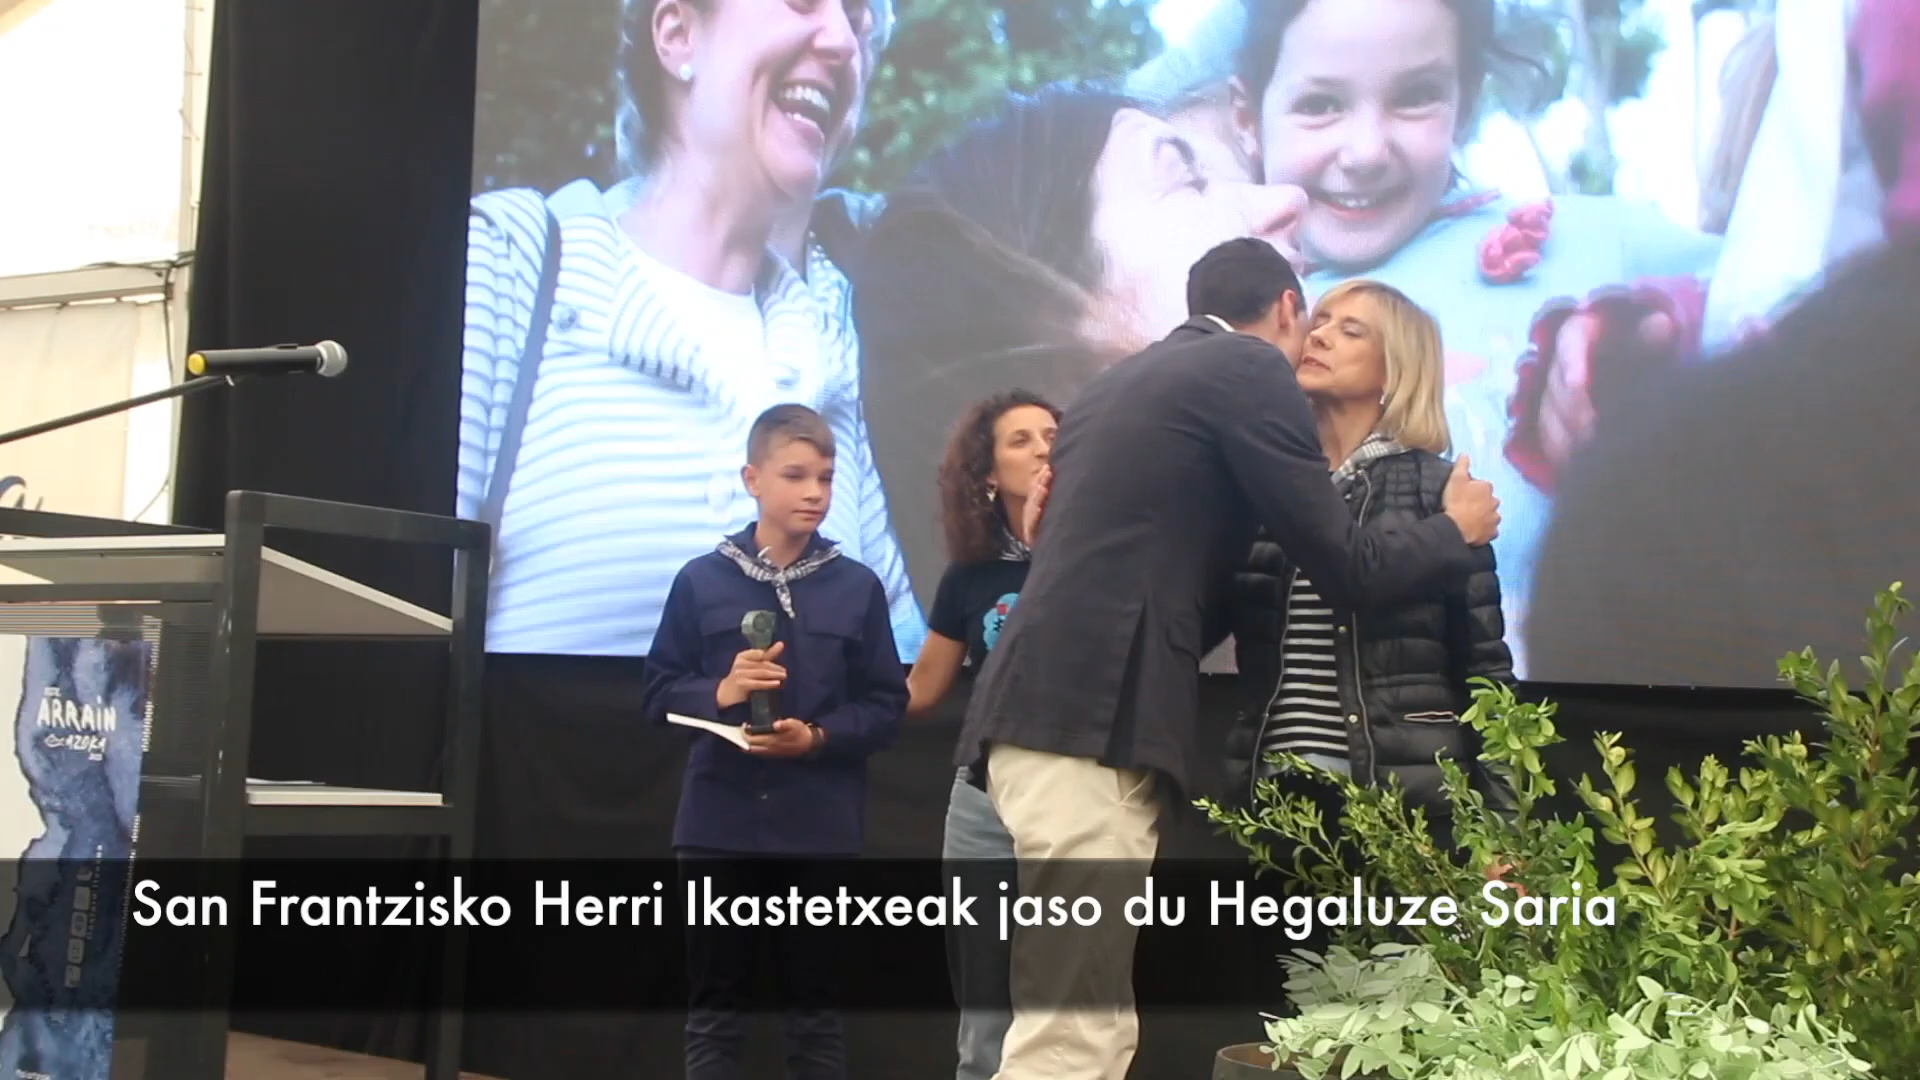 ARRAIN
AZOKA
San Frantzisko Herri Ikastetxeak jaso du Hegaluze Saria